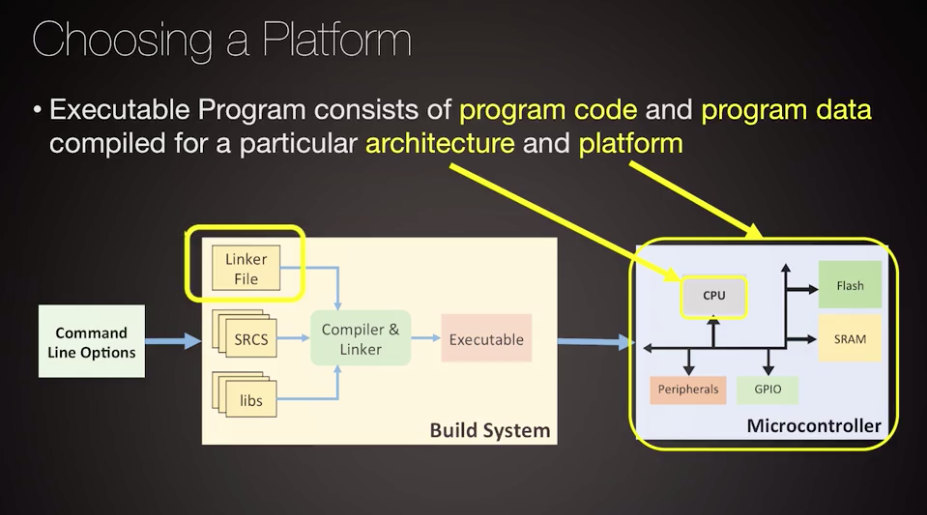 Choosing a Platform
• Executable Program consists of program code and program data
compiled for a particular architecture and platform
Linker
File
Command
Line Options
SRCS
libs
Compiler &
Linker
Executable
Build System
CPU
Flash
SRAM
Peripherals
GPIO
Microcontroller